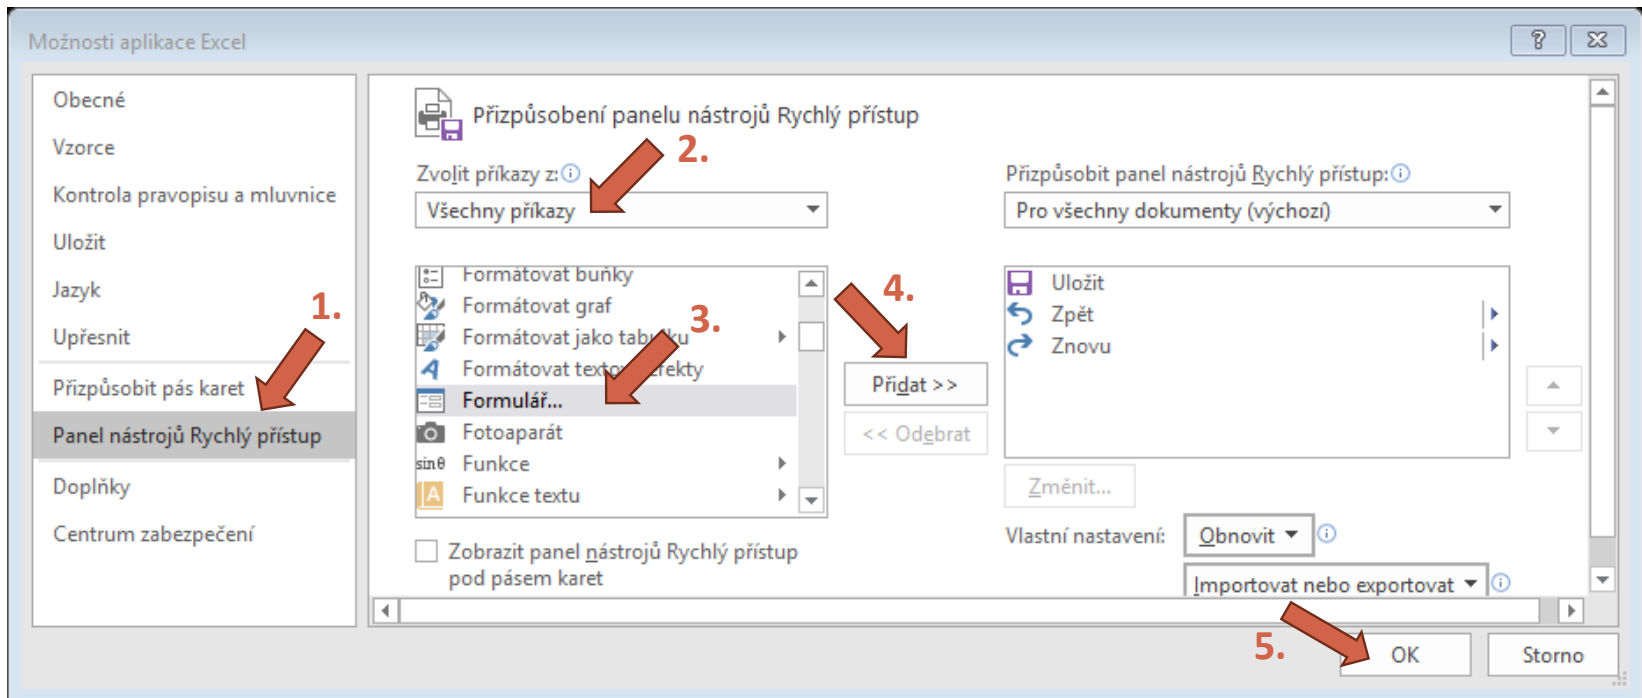 Možnosti aplikace Excel
Obecné
Vzorce
Kontrola pravopisu a mluvnice
Uložit
Jazyk
Upřesnit
1.
Přizpůsobit pás karet
Panel nástrojů Rychlý přístup
Doplňky
Centrum zabezpečení
Přizpůsobení panelu nástrojů Rychlý přístup
2.
Zvolit příkazy z:
Všechny příkazy
Formátovat buňky
Formátovat graf
Formátovat jako tabulku
3.
Formátovat textové efekty
Formulář...
Fotoaparát
sinθ Funkce
A Funkce textu
Zobrazit panel nástrojů Rychlý přístup
pod pásem karet
4.
Přidat >>
<< Odebrat
Přizpůsobit panel nástrojů Rychlý přístup:
Pro všechny dokumenty (výchozí)
Uložit
Zpět
Znovu
Změnit...
Vlastní nastavení: Obnovit
Importovat nebo exportovat
5.
OK
Storno